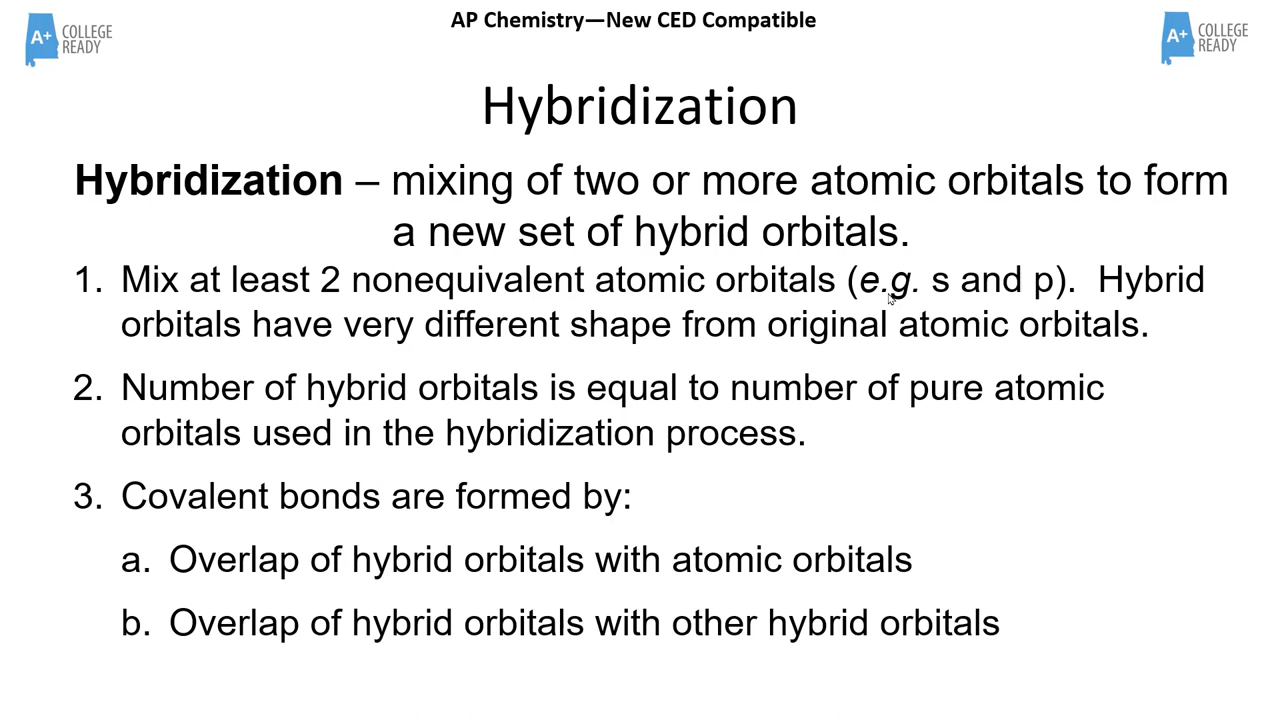 AP Chemistry—New CED Compatible
A+ COLLEGE
READY
A+ COLLEGE
READY
Hybridization
Hybridization – mixing of two or more atomic orbitals to form
a new set of hybrid orbitals.
1. Mix at least 2 nonequivalent atomic orbitals (e.g. s and p).  Hybrid
orbitals have very different shape from original atomic orbitals.
2. Number of hybrid orbitals is equal to number of pure atomic
orbitals used in the hybridization process.
3. Covalent bonds are formed by:
a. Overlap of hybrid orbitals with atomic orbitals
b. Overlap of hybrid orbitals with other hybrid orbitals